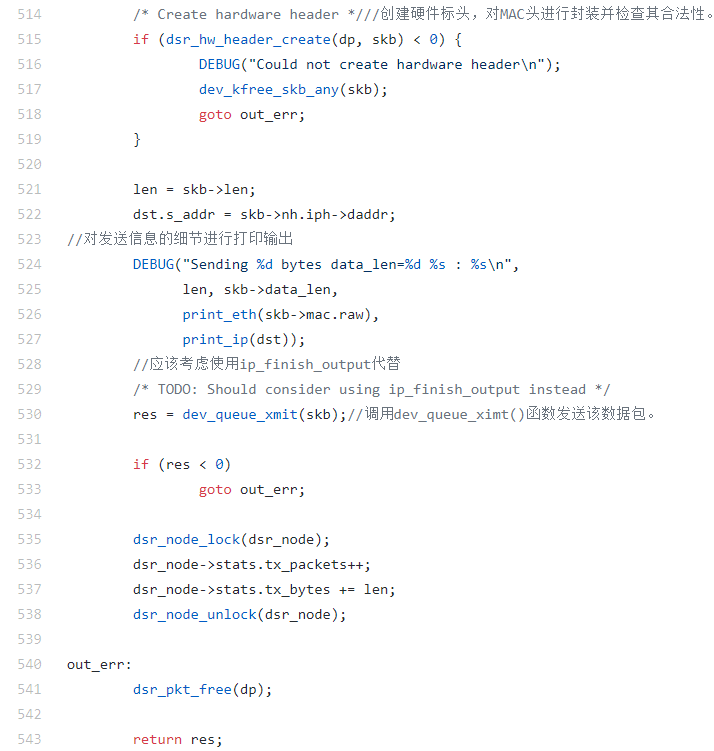 514 /* Create hardware header *///创建硬件标头，对MAC头进行封装并检查其合法性。
515 if (dsr_hw_header_create(dp, skb) < 0) {
516 DEBUG("Could not create hardware header\n");
517 dev_kfree_skb_any(skb);
518 goto out_err;
519 }
520
521 len = skb->len;
522 dst.s_addr = skb->nh.iph->daddr;
523 //对发送信息的细节进行打印输出
524 DEBUG("Sending %d bytes data_len=%d %s : %s\n",
525 len, skb->data_len,
526 print_eth(skb->mac.raw),
527 print_ip(dst));
528 //应该考虑使用ip_finish_output代替
529 /* TODO: Should consider using ip_finish_output instead */
530 res = dev_queue_xmit(skb);//调用dev_queue_ximt()函数发送该数据包。
531
532 if (res < 0)
533 goto out_err;
534
535 dsr_node_lock(dsr_node);
536 dsr_node->stats.tx_packets++;
537 dsr_node->stats.tx_bytes += len;
538 dsr_node_unlock(dsr_node);
539
540 out_err:
541 dsr_pkt_free(dp);
542
543 return res;